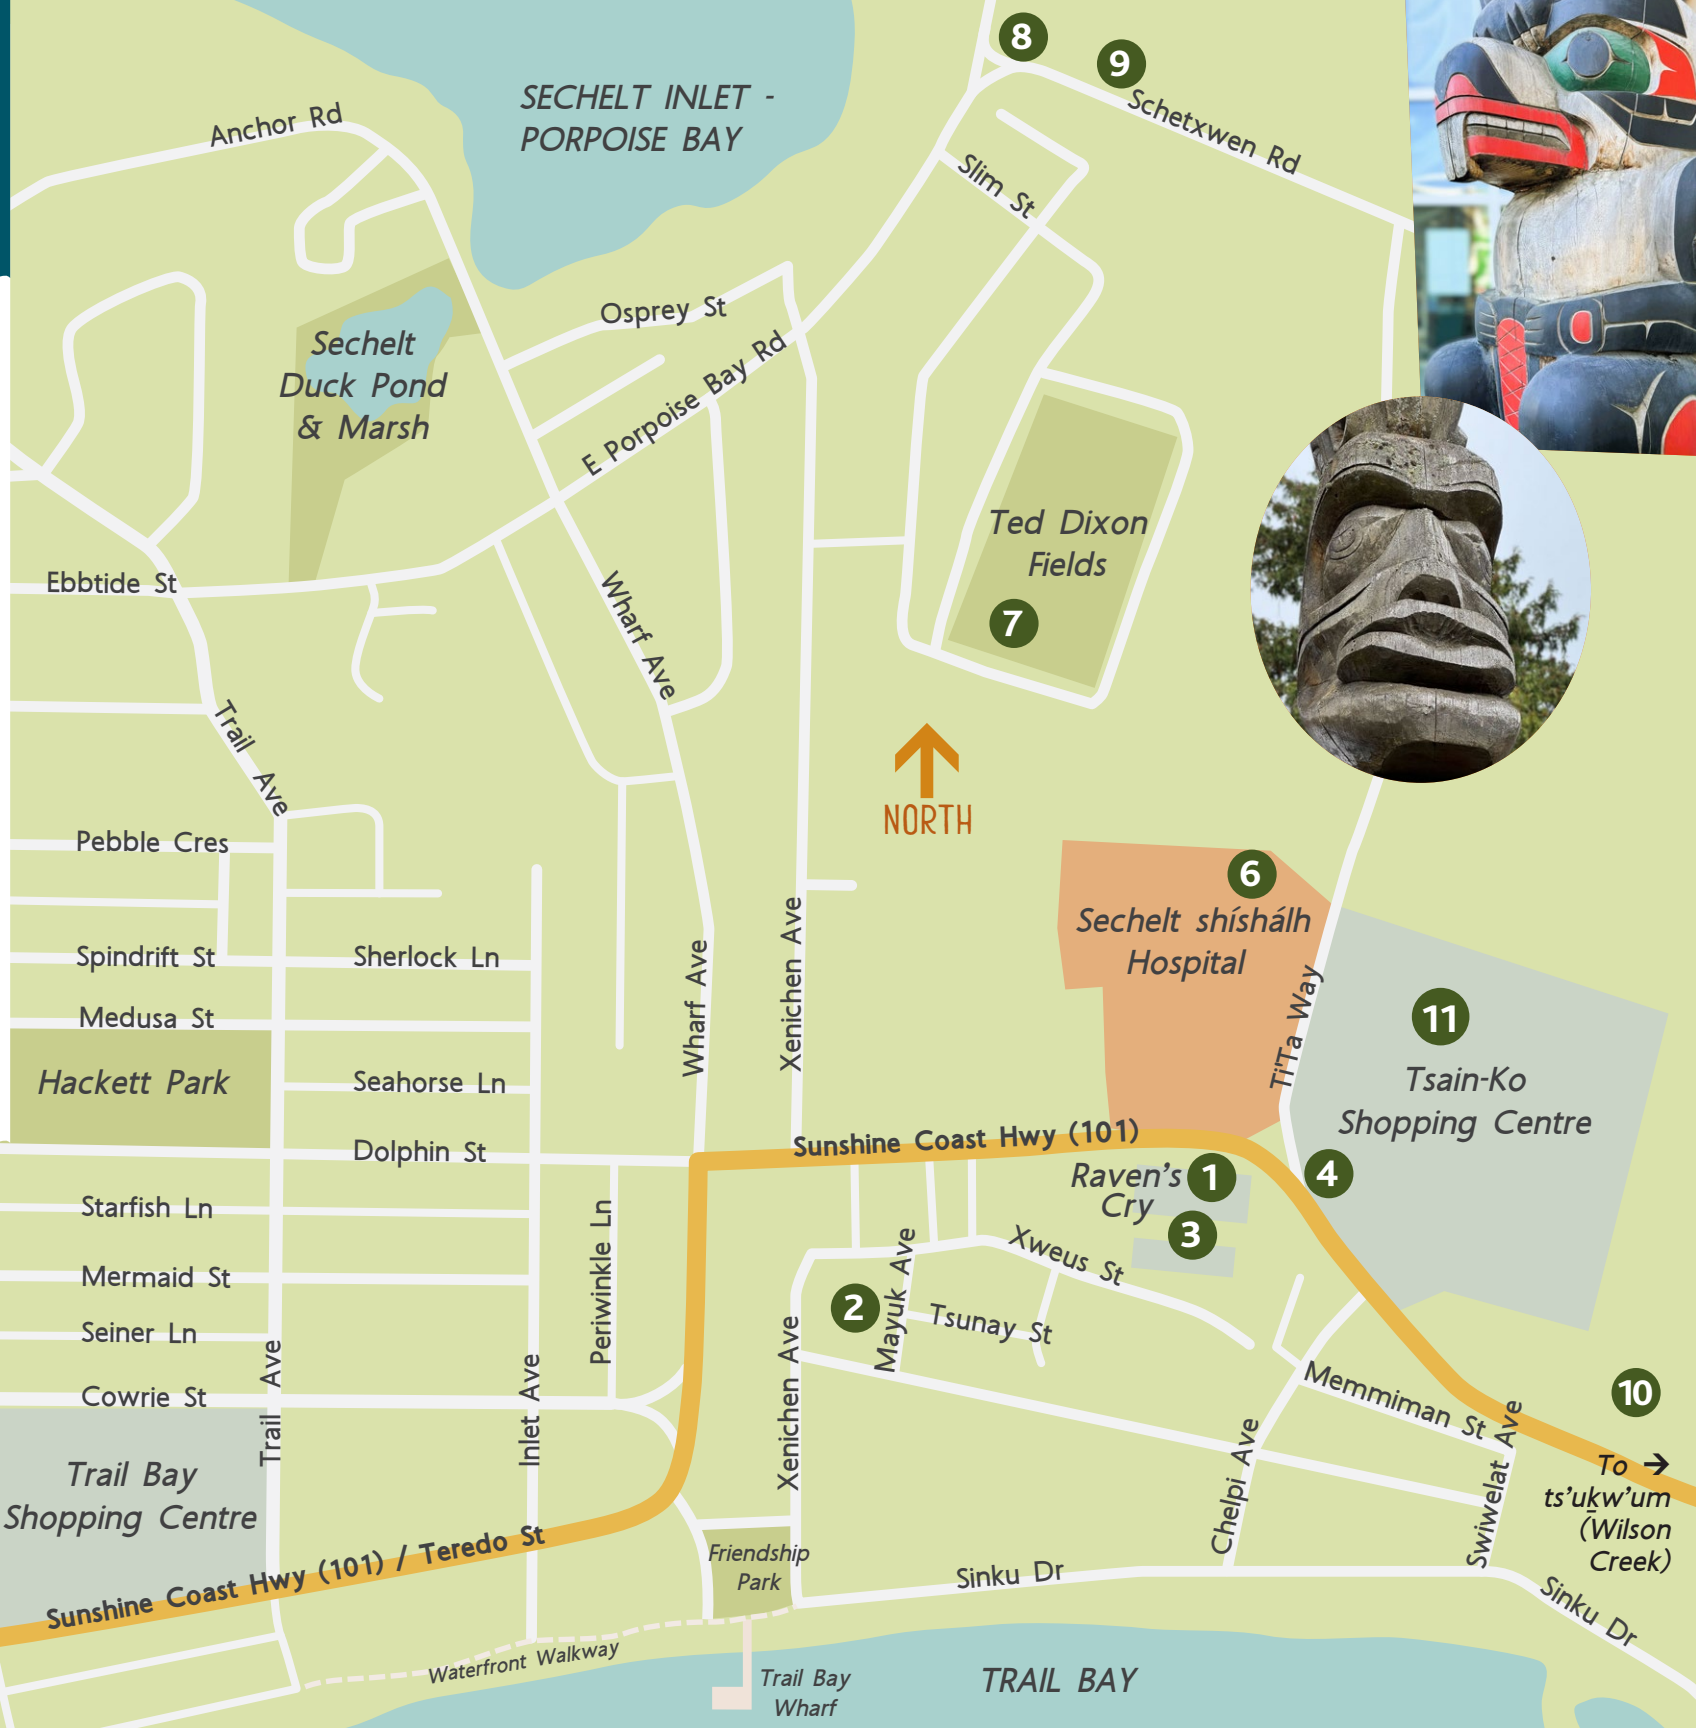 8
9
SECHELT INLET -
PORPOISE BAY
Anchor Rd
Schetxwen Rd
Slim St
Osprey St
Sechelt
Duck Pond
& Marsh
E Porpoise Bay Rd
Ted Dixon
Fields
7
Ebbtide St
Wharf Ave
Trail Ave
NORTH
Pebble Cres
6
Sechelt shíshálh
Hospital
Spindrift St
Sherlock Ln
Wharf Ave
Xenichen Ave
Ti'Ta Way
11
Tsain-Ko
Shopping Centre
Medusa St
Hackett Park
Seahorse Ln
Dolphin St
Sunshine Coast Hwy (101)
Raven's
Cry
1
4
3
Starfish Ln
Periwinkle Ln
Mayuk Ave
Xweus St
Mermaid St
2
Tsunay St
Seiner Ln
Trail Ave
Inlet Ave
Xenichen Ave
Cowrie St
Memmiman St
10
Chelpi Ave
Swiwelat Ave
To →
ts'uḵw'um
(Wilson
Creek)
Trail Bay
Shopping Centre
Sunshine Coast Hwy (101) / Teredo St
Friendship
Park
Sinku Dr
Sinku Dr
Waterfront Walkway
Trail Bay
Wharf
TRAIL BAY